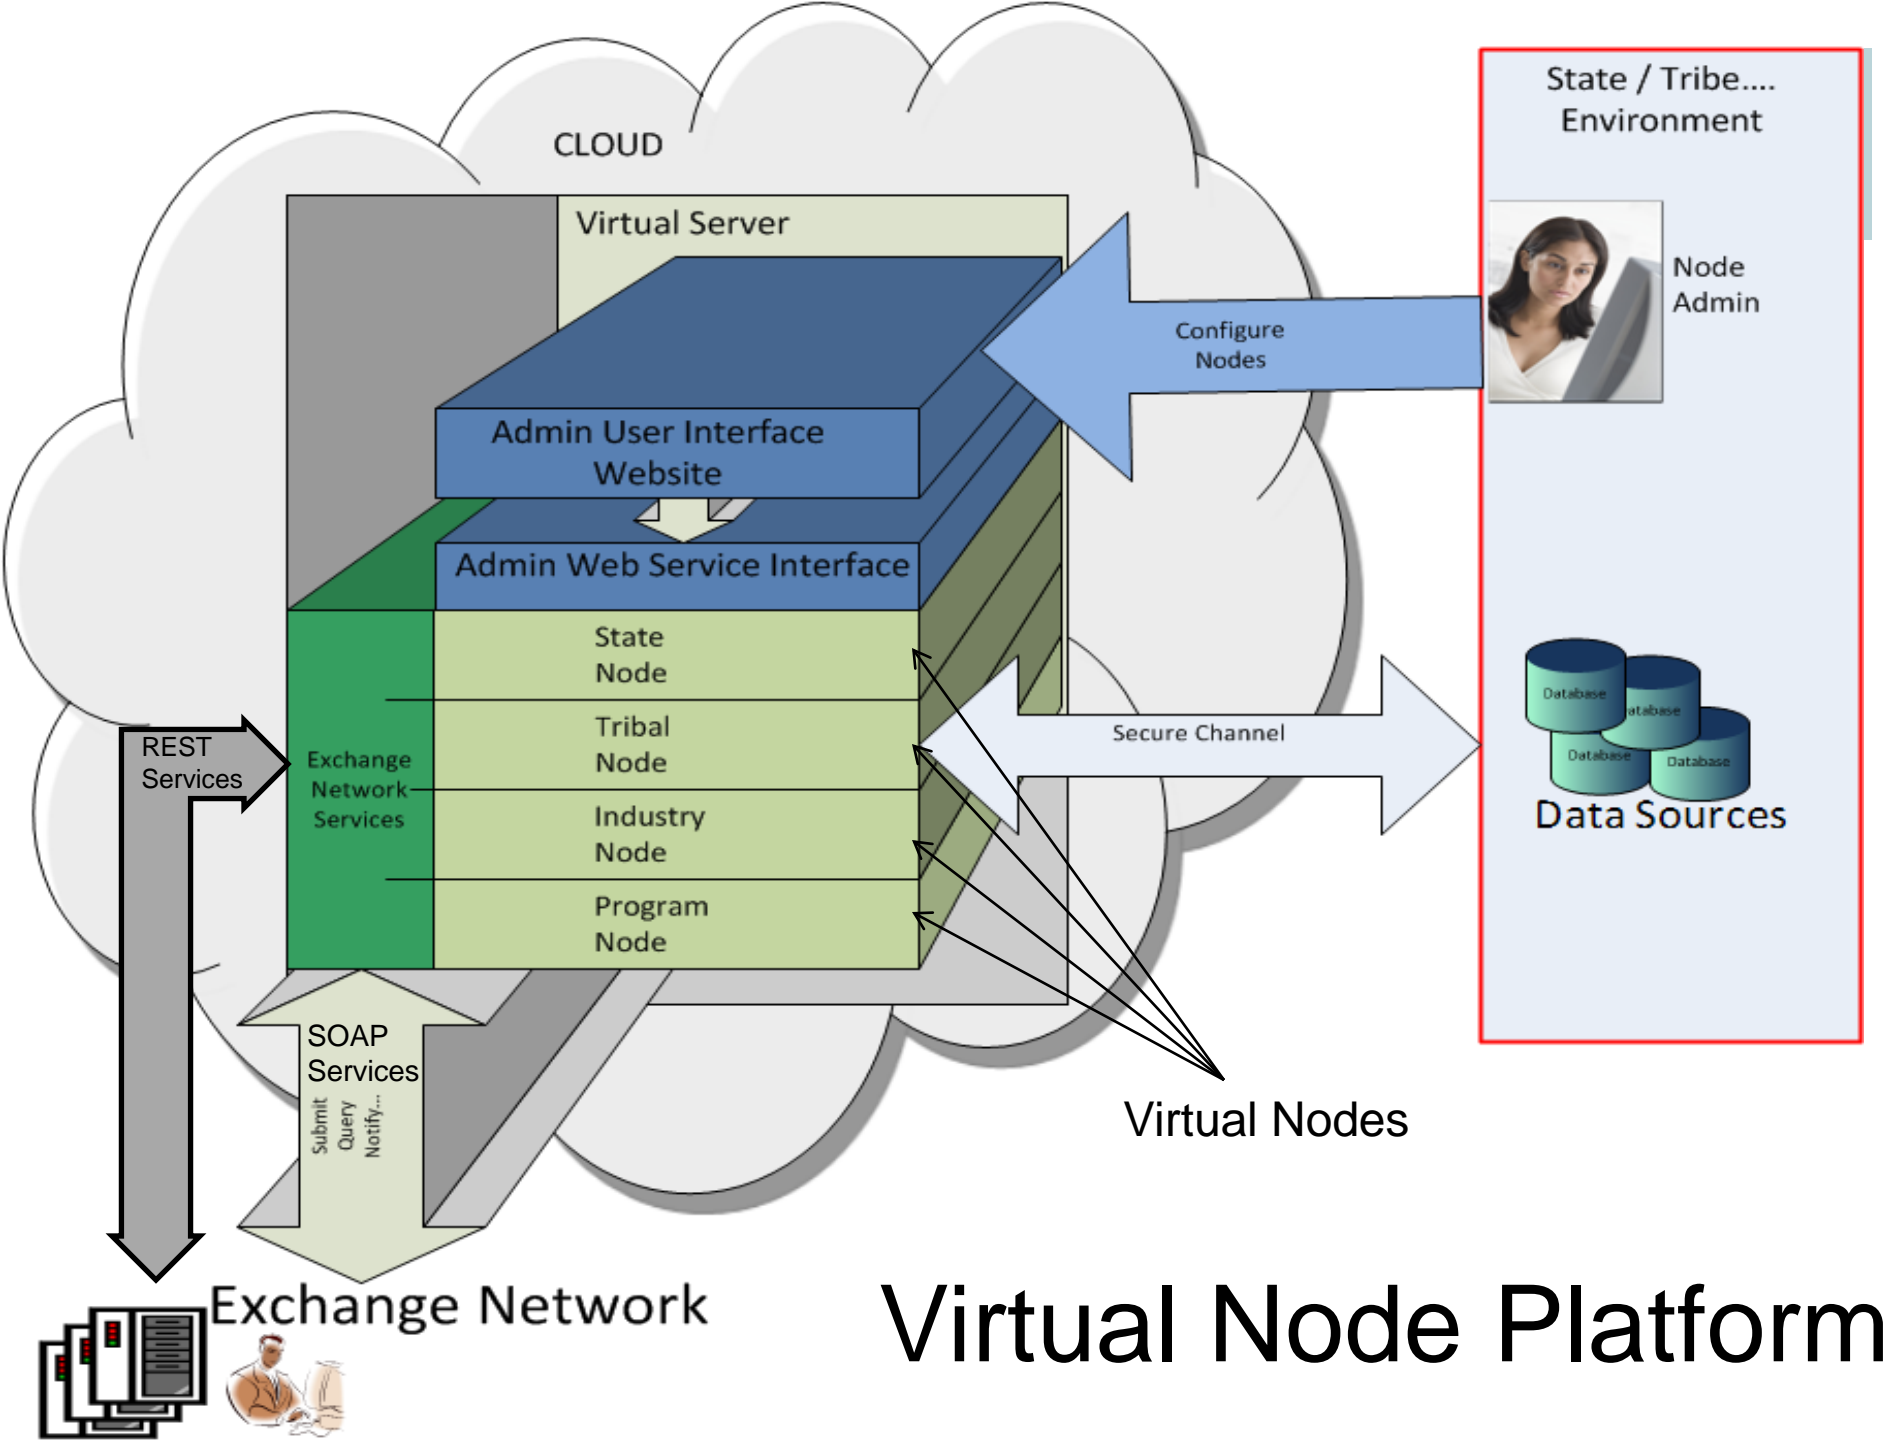 CLOUD
Virtual Server
State / Tribe....
Environment
Node
Admin
Configure
Nodes
Admin User Interface
Website
Admin Web Service Interface
State
Node
Tribal
Node
Industry
Node
Program
Node
Exchange
Network
Services
REST
Services
Secure Channel
Database
atabase
Database
Database
Data Sources
SOAP
Services
Submit
Query
Notify...
Virtual Nodes
Exchange Network
Virtual Node Platform